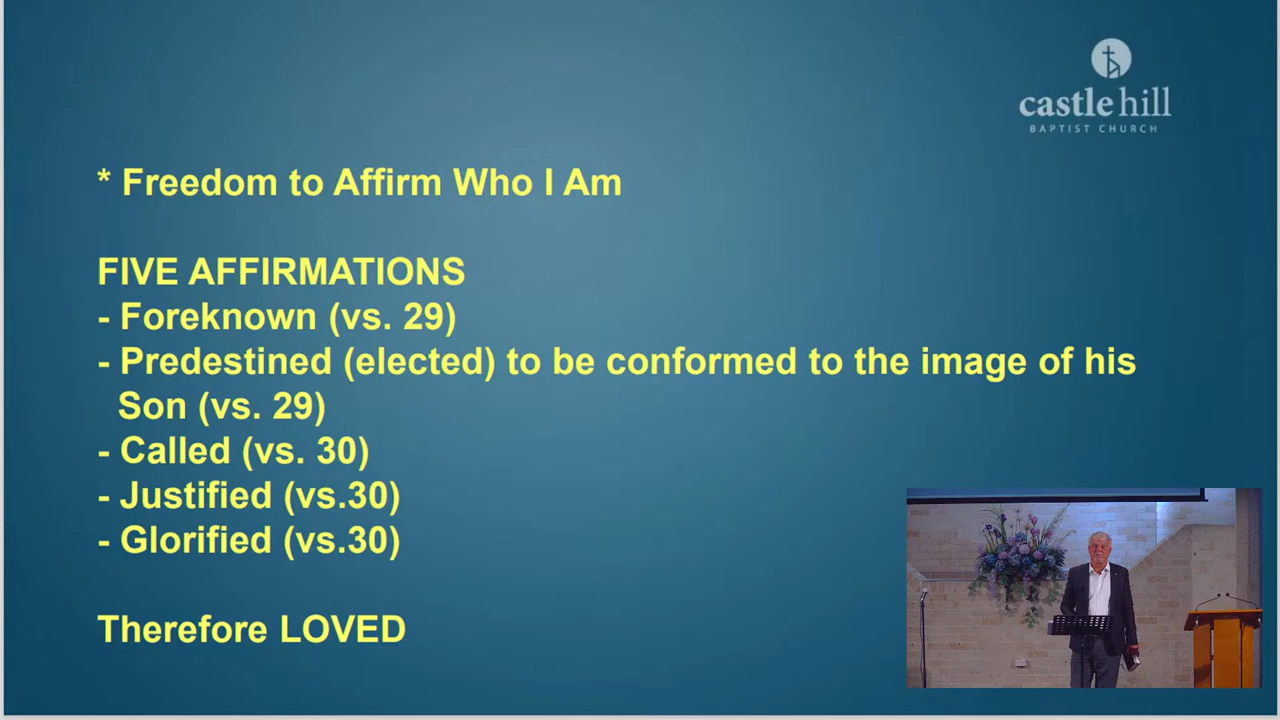 castle hill
BAPTIST CHURCH
* Freedom to Affirm Who I Am
FIVE AFFIRMATIONS
- Foreknown (vs. 29)
- Predestined (elected) to be conformed to the image of his
Son (vs. 29)
- Called (vs. 30)
- Justified (vs.30)
- Glorified (vs.30)
Therefore LOVED